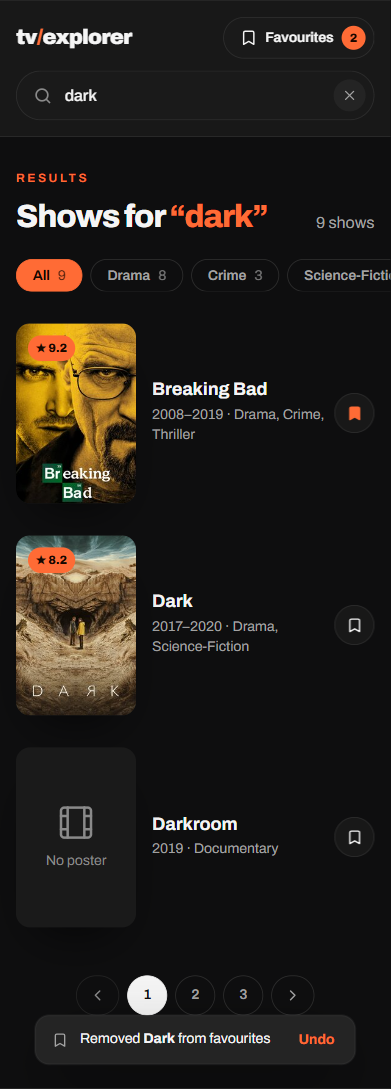 tv/explorer
Favourites 2
dark
RESULTS
Shows for “dark”
9 shows
All 9
Drama 8
Crime 3
Science-Ficti
★ 9.2
Breaking
Bad
Breaking Bad
2008–2019 · Drama, Crime,
Thriller
★ 8.2
D A Я K
Dark
2017–2020 · Drama,
Science-Fiction
No poster
Darkroom
2019 · Documentary
1 2 3
Removed Dark from favourites Undo